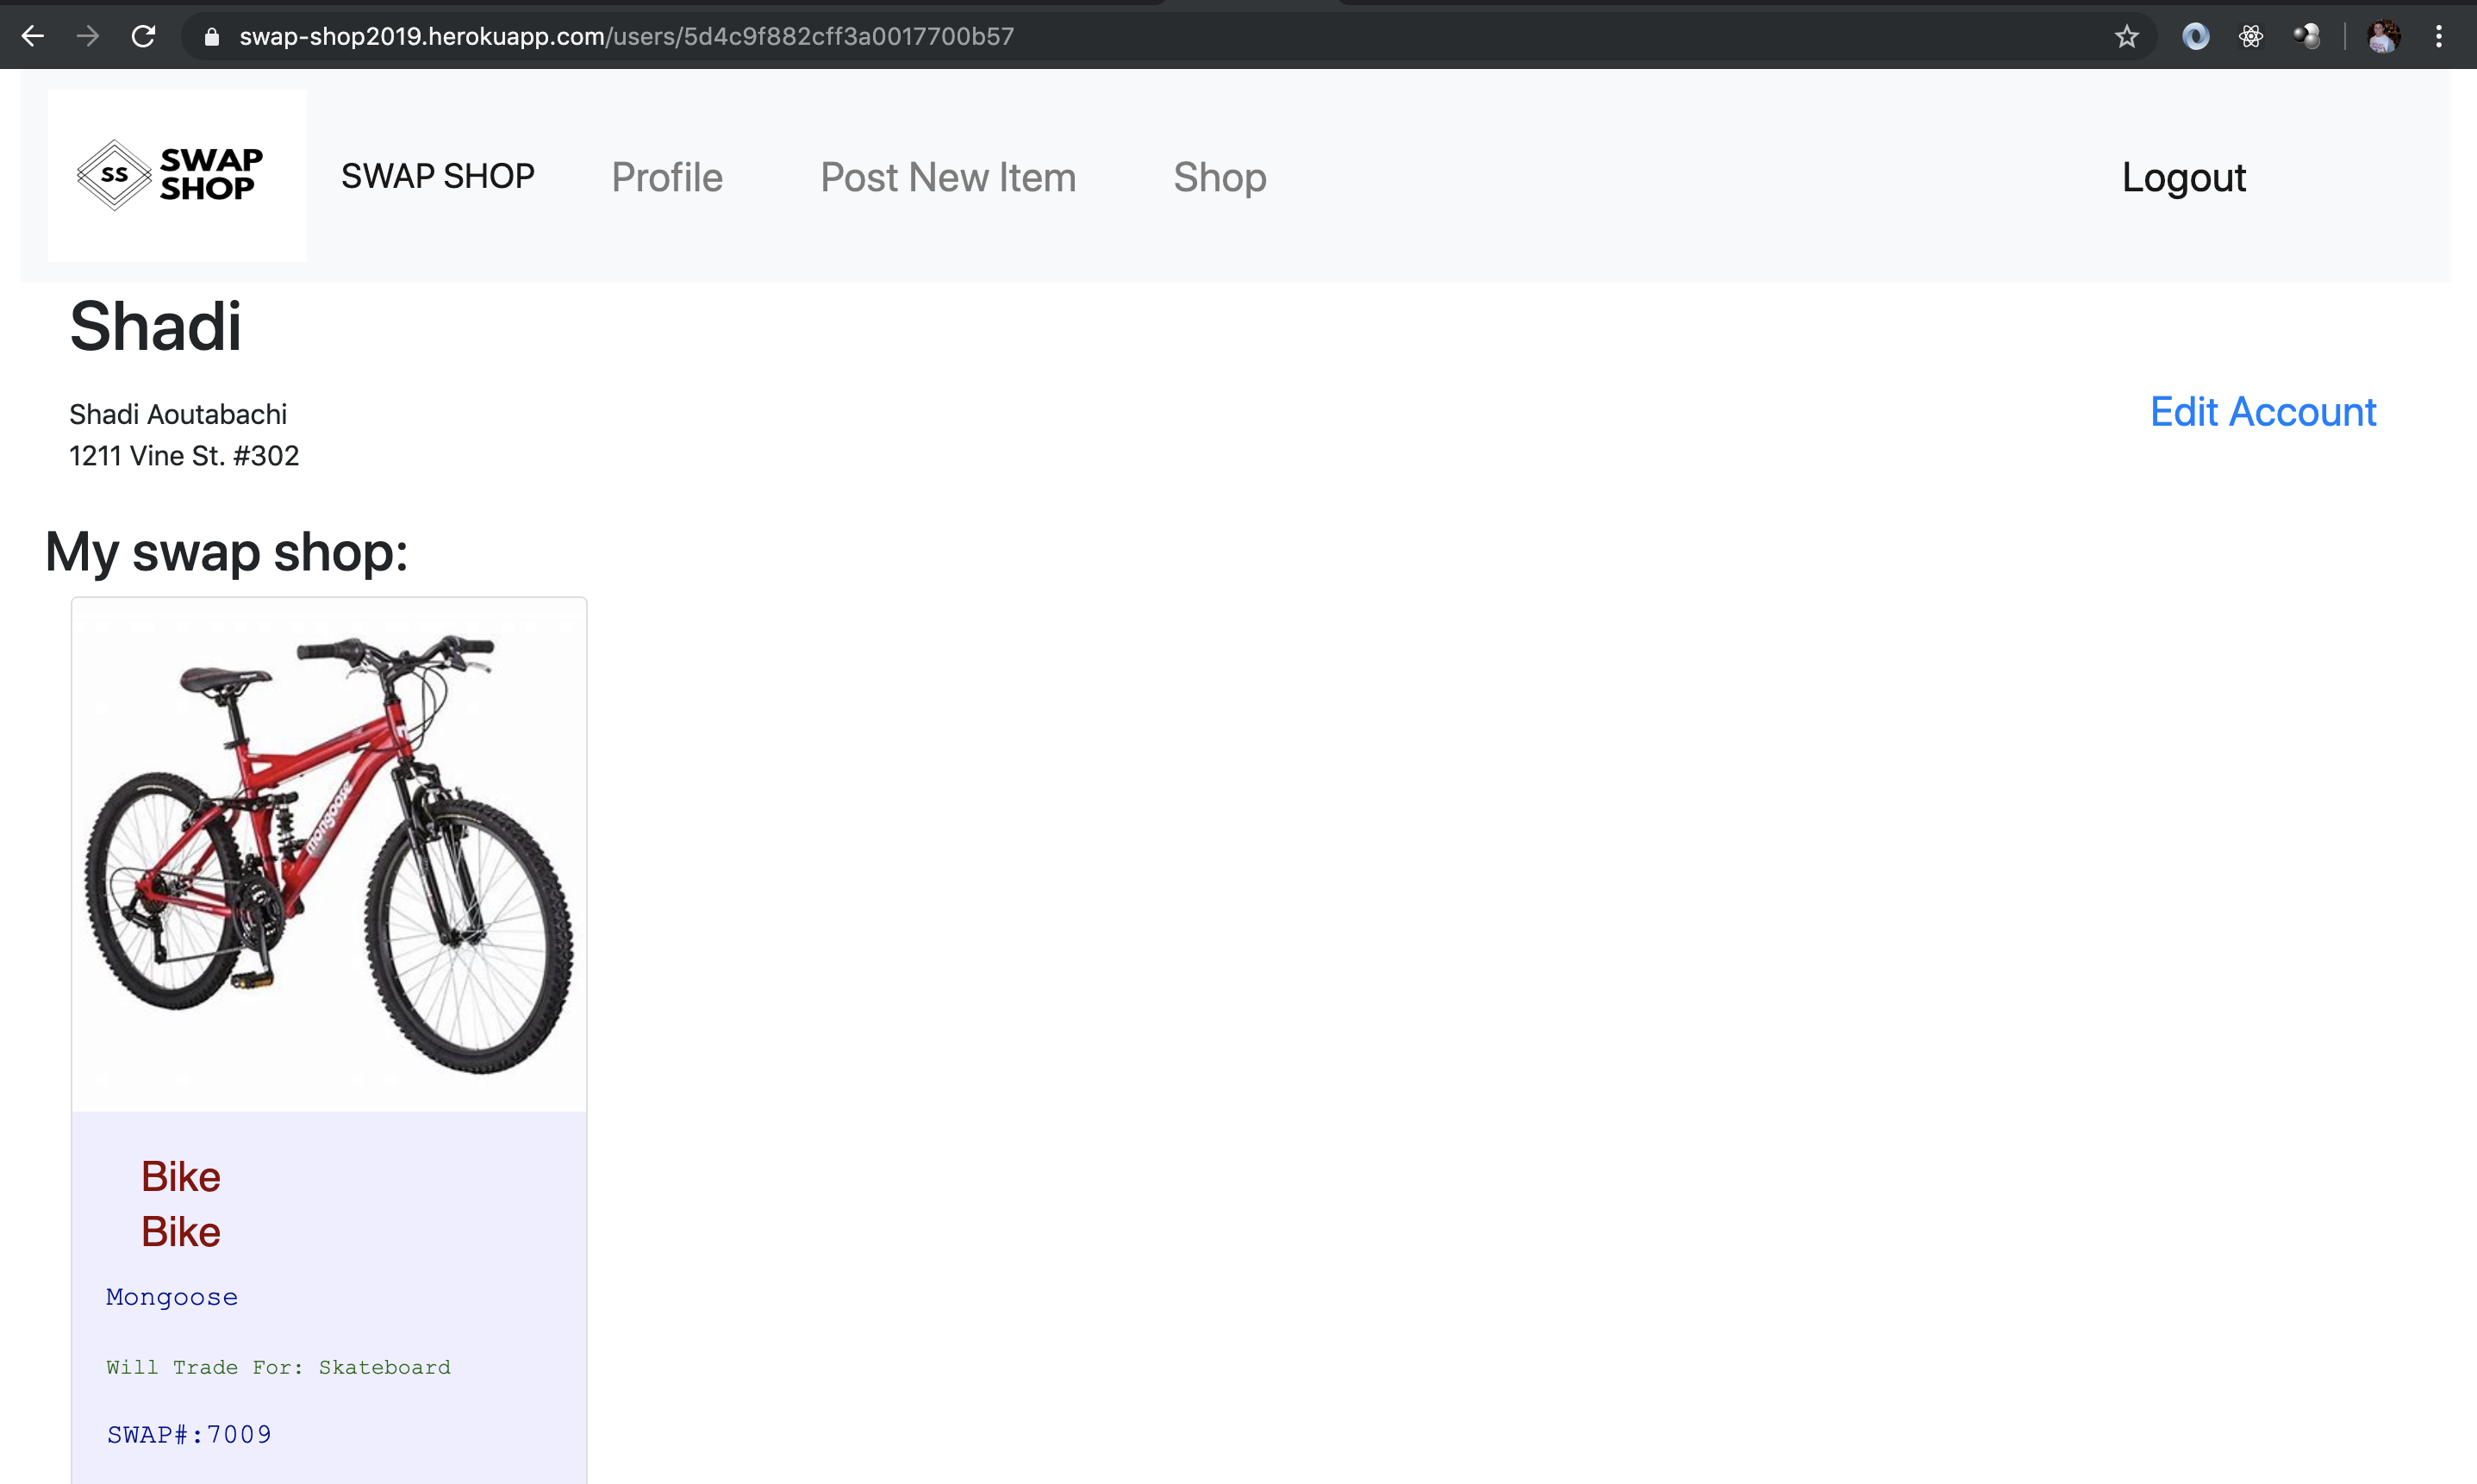 swap-shop2019.herokuapp.com/users/5d4c9f882cff3a0017700b57
SS
SWAP
SHOP
SWAP SHOP
Profile
Post New Item
Shop
Logout
Shadi
Shadi Aoutabachi
Edit Account
1211 Vine St. #302
My swap shop:
mongoose
Bike
Bike
Mongoose
Will Trade For: Skateboard
SWAP#:7009